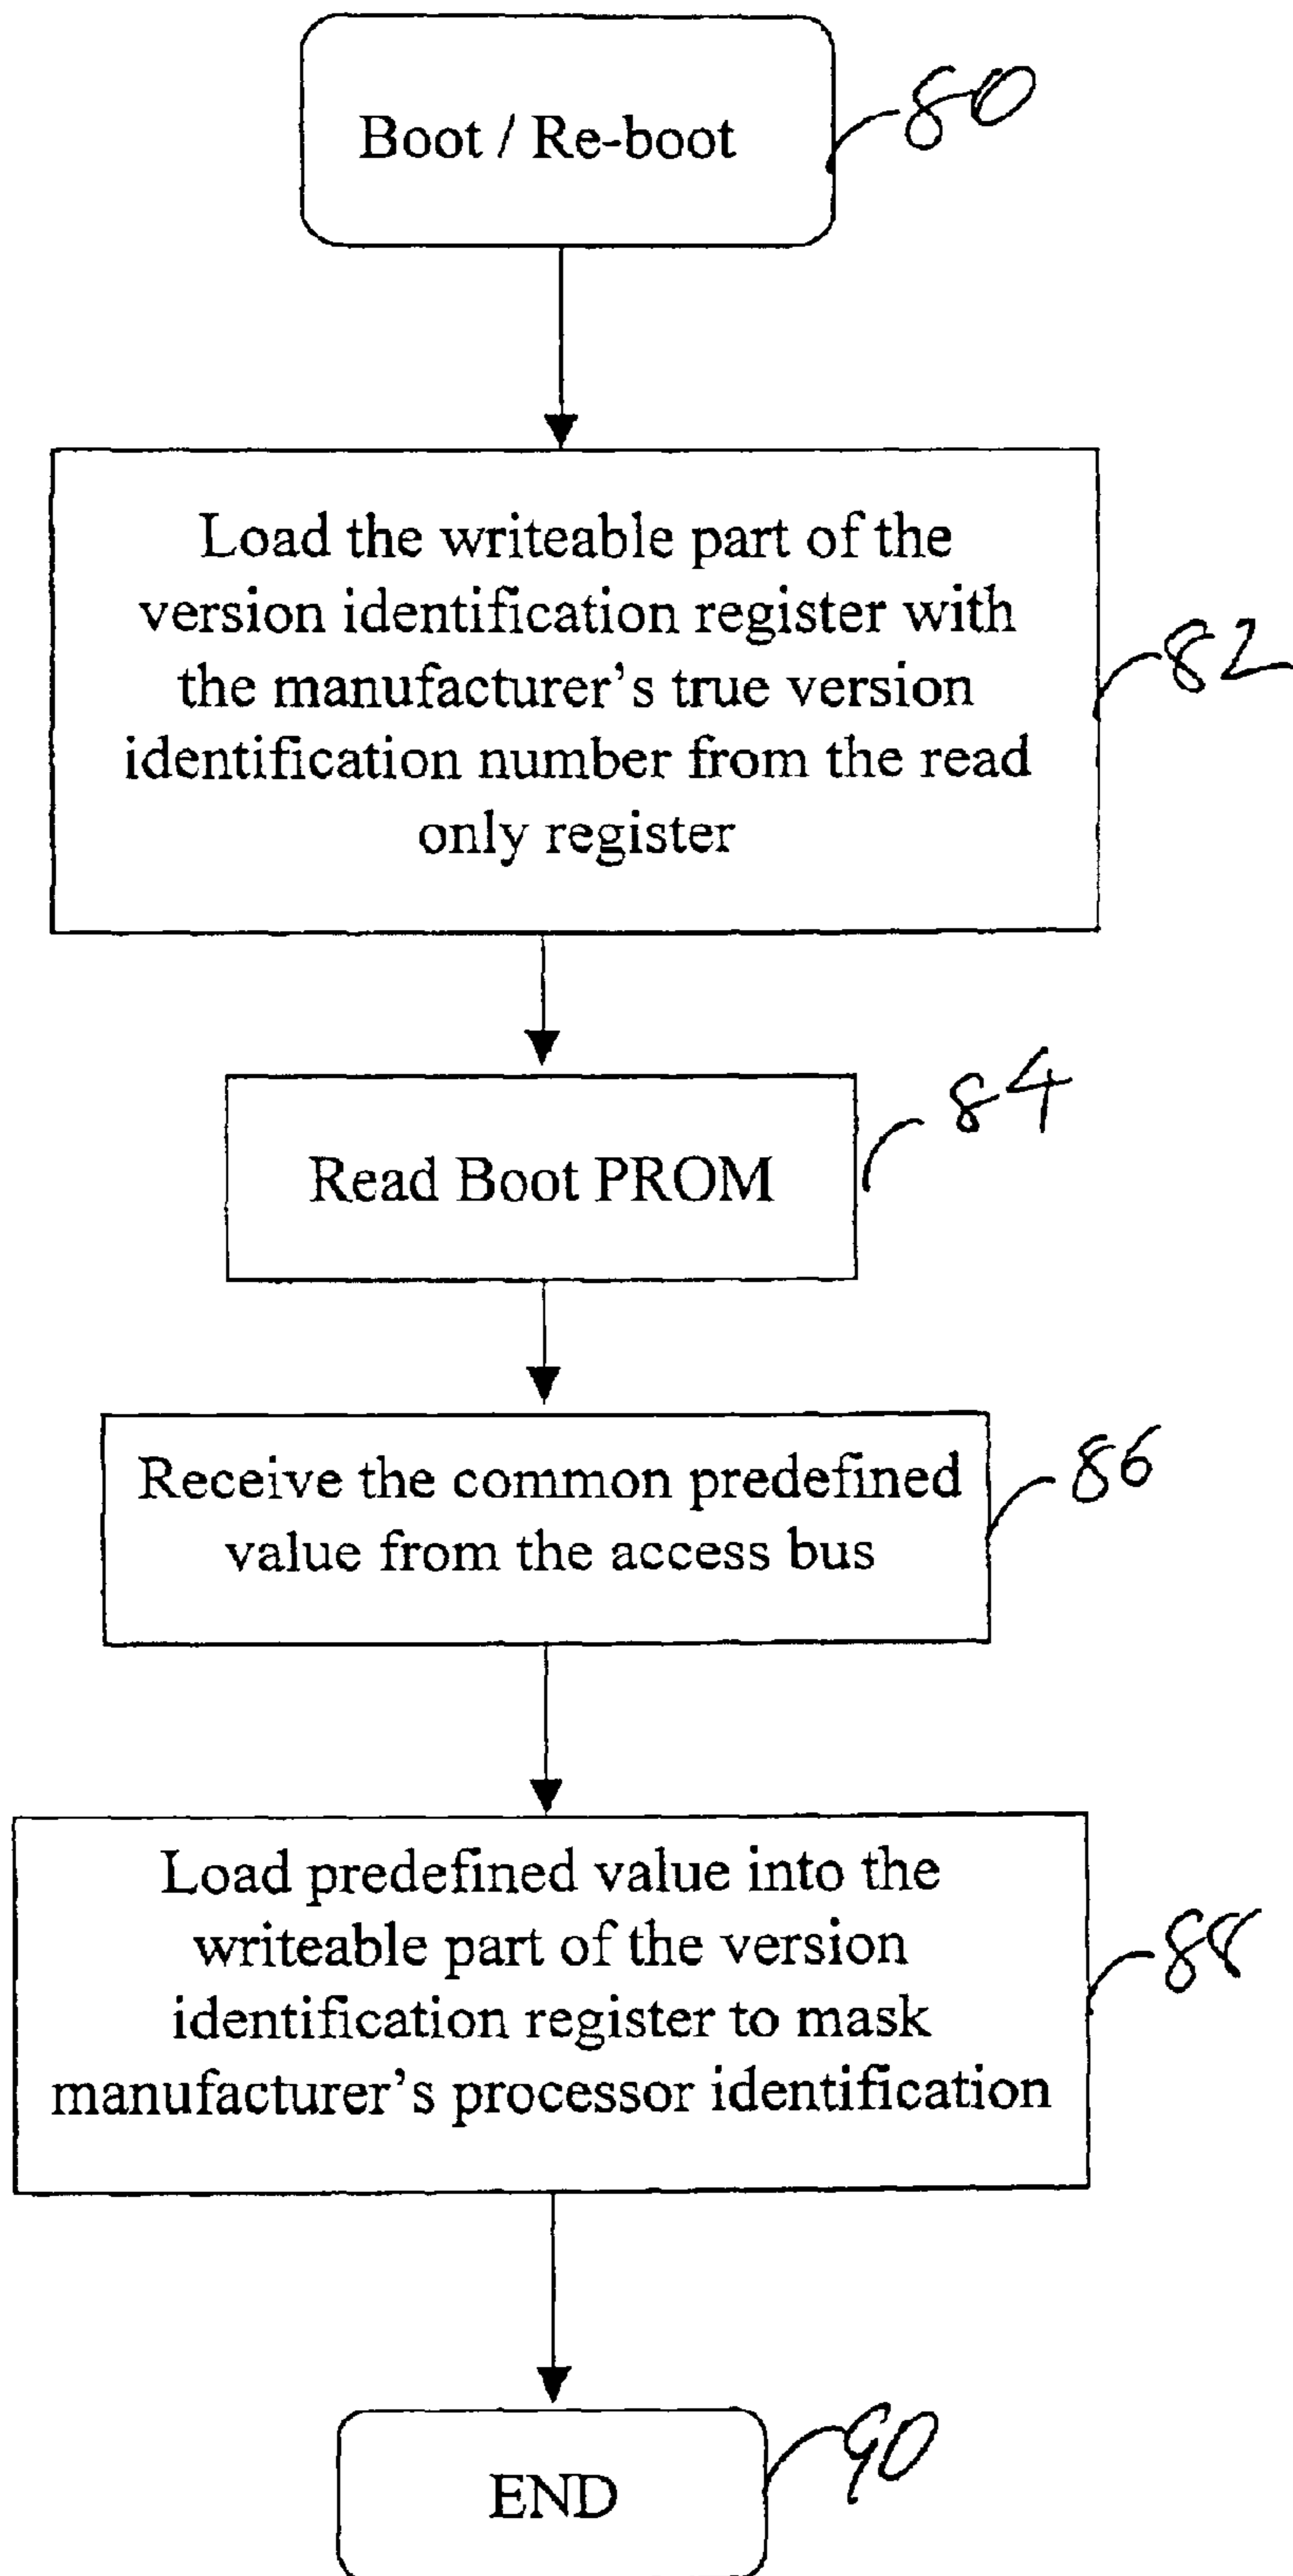 Boot / Re-boot
80
Load the writeable part of the
version identification register with
the manufacturer's true version
identification number from the read
only register
82
Read Boot PROM
84
Receive the common predefined
value from the access bus
86
Load predefined value into the
writeable part of the version
identification register to mask
manufacturer's processor identification
88
END
90